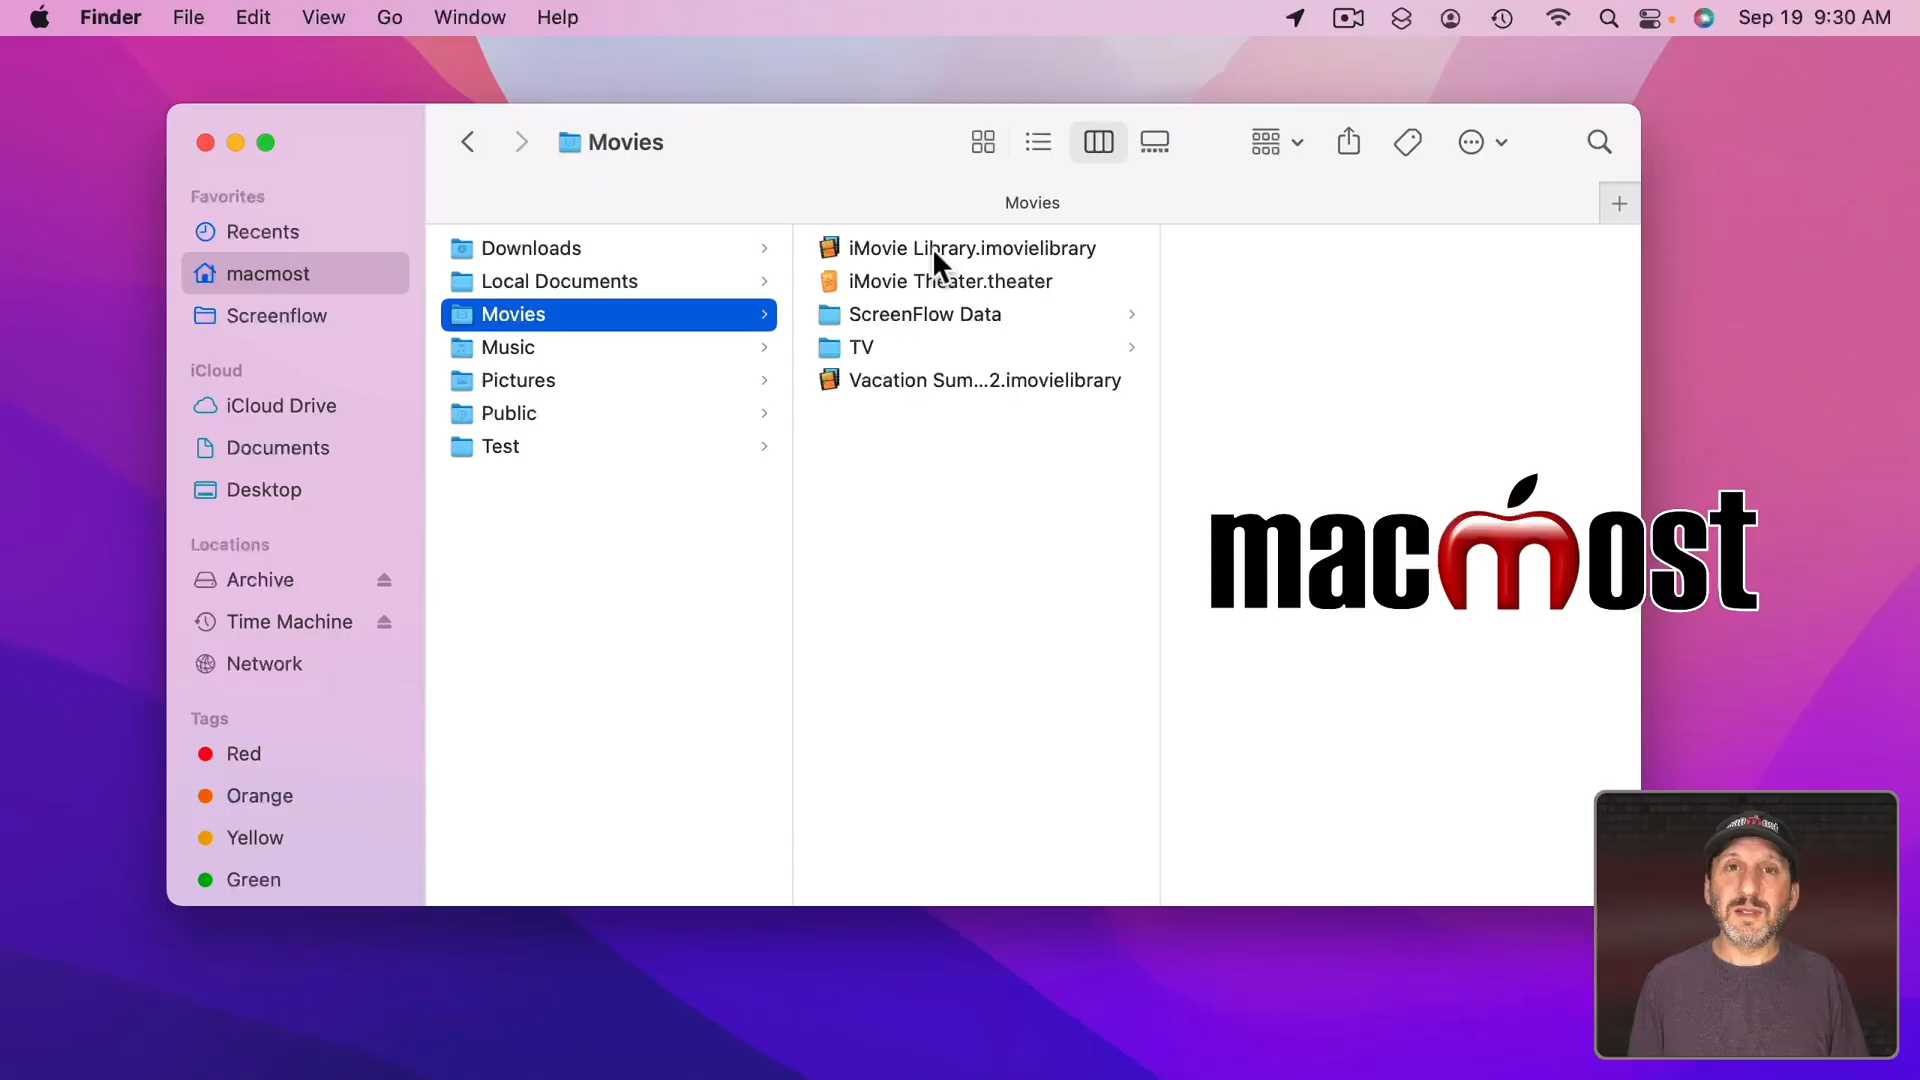 Finder File Edit View Go Window Help Sep 19 9:30 AM
Movies
Movies
Favorites
Recents
macmost
Screenflow
iCloud
iCloud Drive
Documents
Desktop
Locations
Archive
Time Machine
Network
Tags
Red
Orange
Yellow
Green
Downloads
Local Documents
Movies
Music
Pictures
Public
Test
iMovie Library.imovielibrary
iMovie Theater.theater
ScreenFlow Data
TV
Vacation Sum...2.imovielibrary
macmost